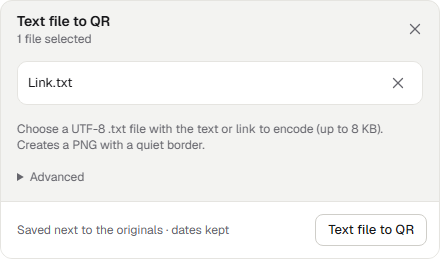 Text file to QR
1 file selected
Link.txt
Choose a UTF-8 .txt file with the text or link to encode (up to 8 KB).
Creates a PNG with a quiet border.
Advanced
Saved next to the originals · dates kept
Text file to QR